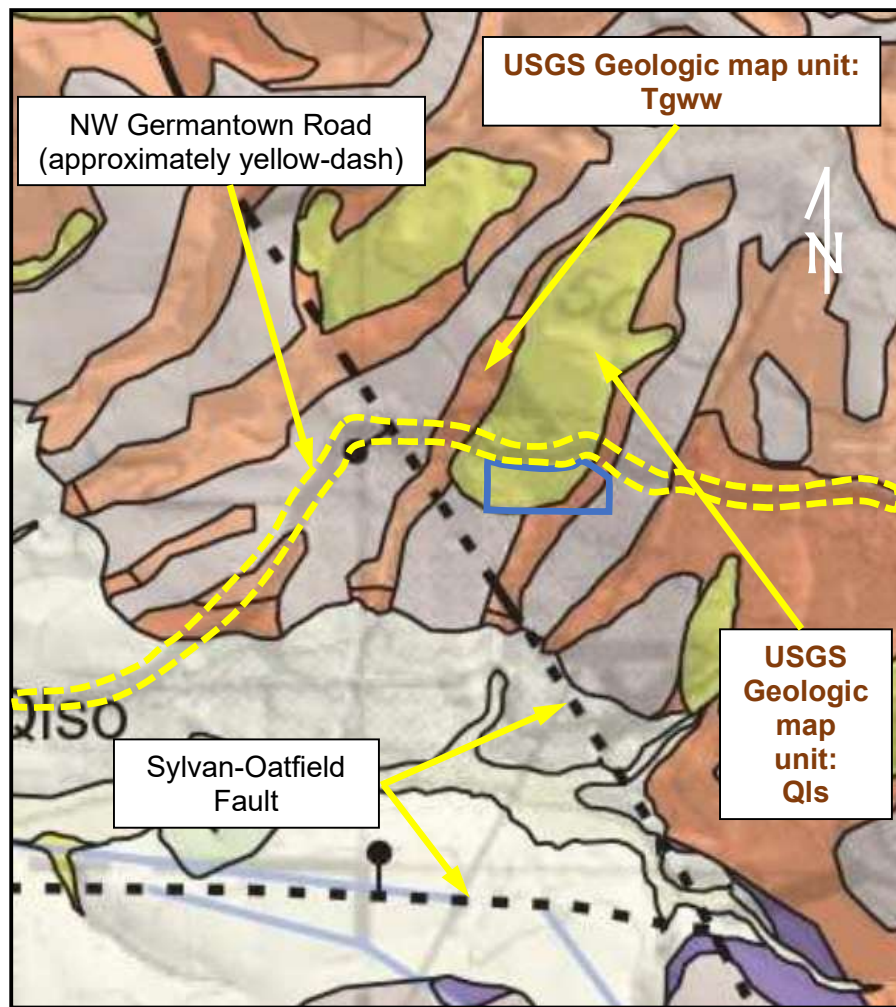 USGS Geologic map unit:
Tgww
NW Germantown Road
(approximately yellow-dash)
N
USGS
Geologic
map
unit:
Qls
Sylvan-Oatfield
Fault